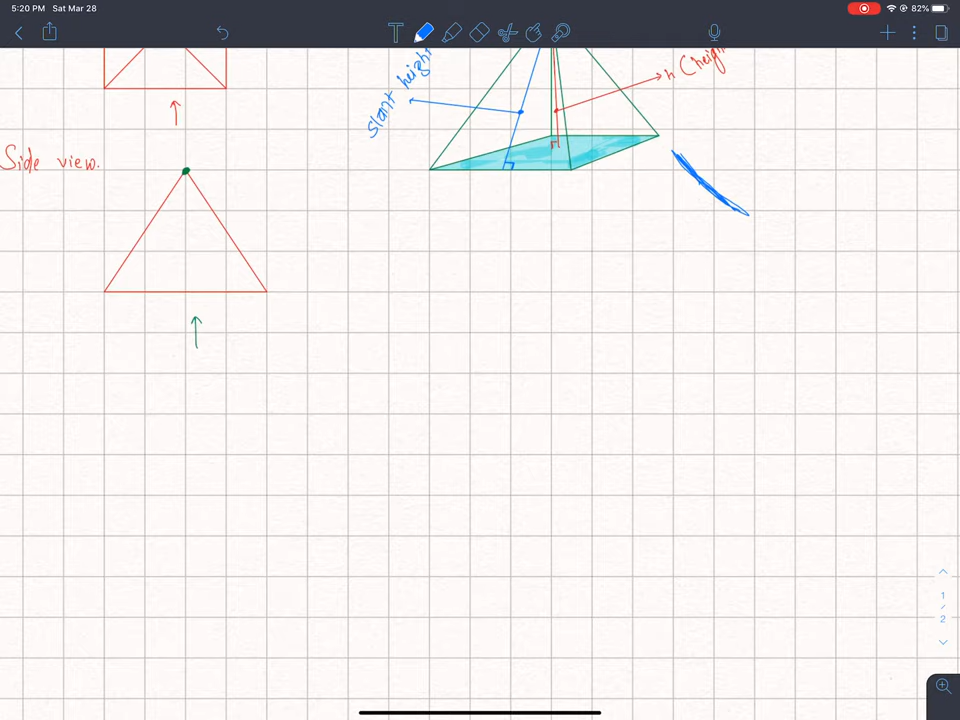 5:20 PM Sat Mar 28
82%
T
slant height
h (heigh
Side view.
1
/
2